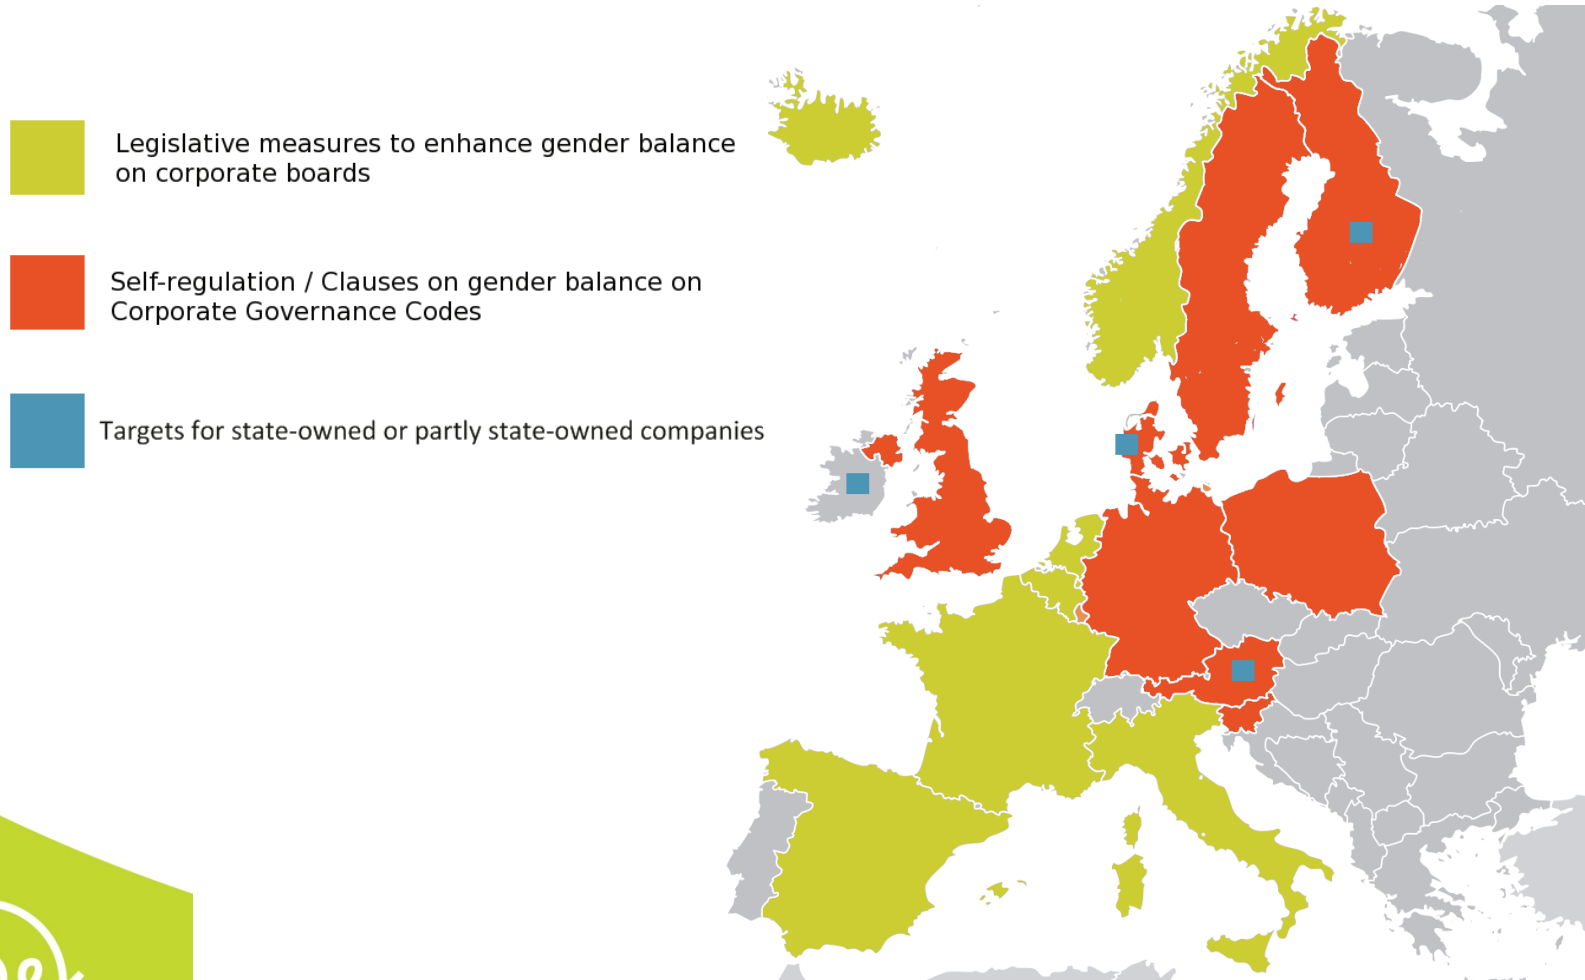 Legislative measures to enhance gender balance
on corporate boards
Self-regulation / Clauses on gender balance on
Corporate Governance Codes
Targets for state-owned or partly state-owned companies